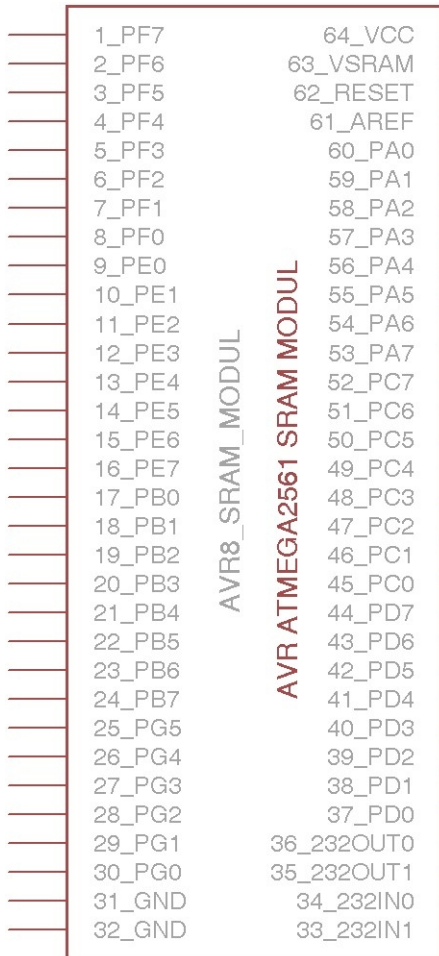 1_PF7 64_VCC
2_PF6 63_VSRAM
3_PF5 62_RESET
4_PF4 61_AREF
5_PF3 60_PA0
6_PF2 59_PA1
7_PF1 58_PA2
8_PF0 57_PA3
9_PE0 56_PA4
10_PE1 55_PA5
11_PE2 54_PA6
12_PE3 53_PA7
13_PE4 52_PC7
14_PE5 51_PC6
15_PE6 50_PC5
16_PE7 49_PC4
17_PB0 48_PC3
18_PB1 47_PC2
19_PB2 46_PC1
20_PB3 45_PC0
21_PB4 44_PD7
22_PB5 43_PD6
23_PB6 42_PD5
24_PB7 41_PD4
25_PG5 40_PD3
26_PG4 39_PD2
27_PG3 38_PD1
28_PG2 37_PD0
29_PG1 36_232OUT0
30_PG0 35_232OUT1
31_GND 34_232IN0
32_GND 33_232IN1
AVR8_SRAM_MODUL
AVR ATMEGA2561 SRAM MODUL